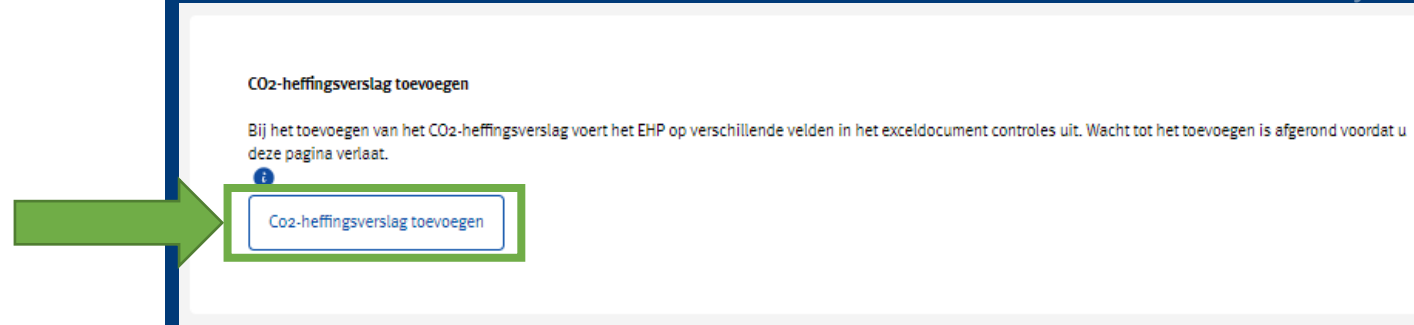 CO2-heffingsverslag toevoegen
Bij het toevoegen van het CO2-heffingsverslag voert het EHP op verschillende velden in het exceldocument controles uit. Wacht tot het toevoegen is afgerond voordat u
deze pagina verlaat.
i
Co2-heffingsverslag toevoegen